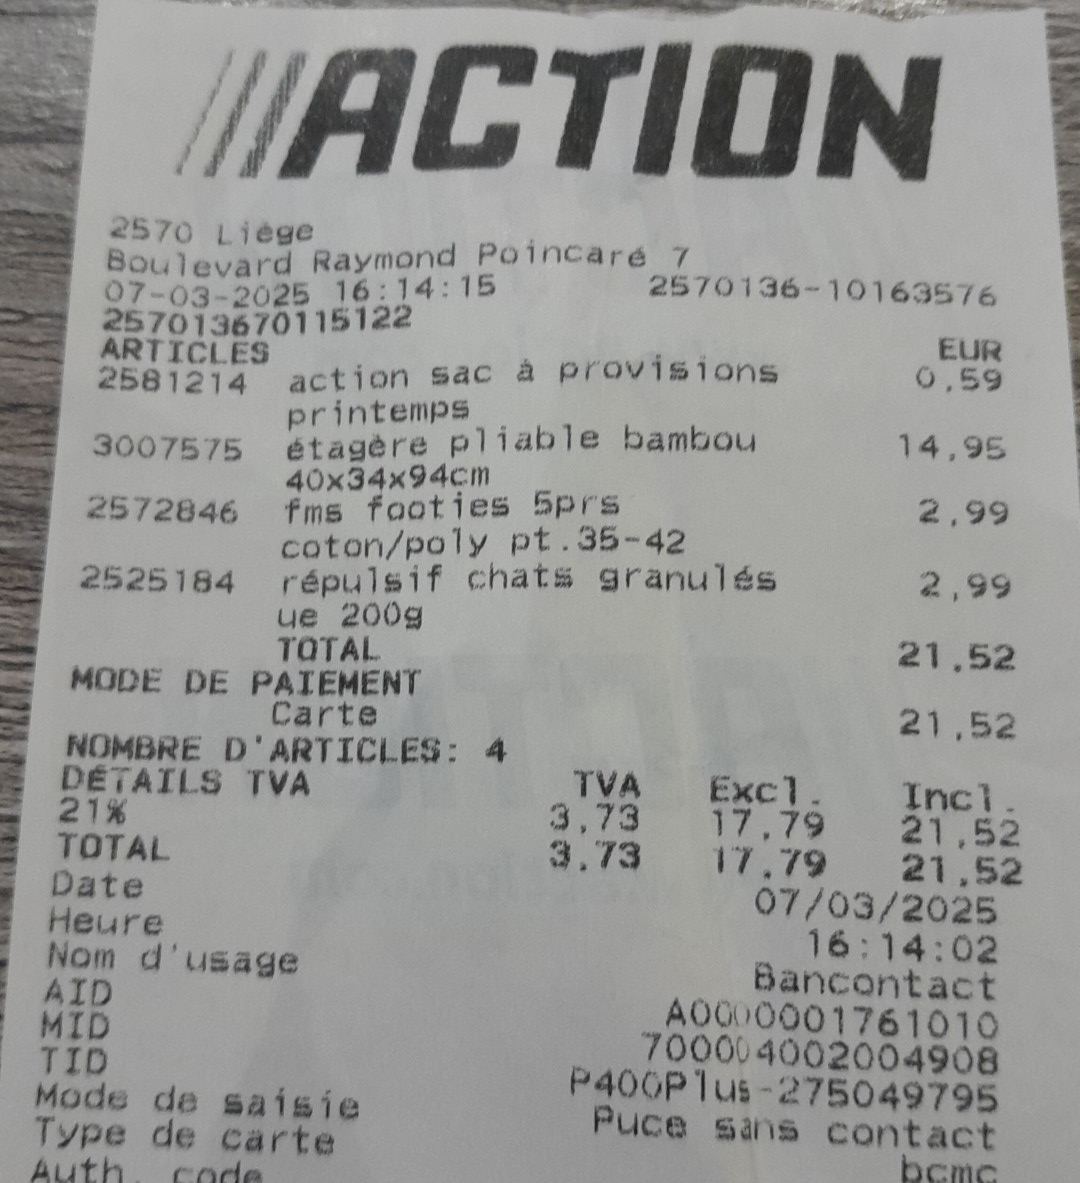 ACTION
2570 Liège
Boulevard Raymond Poincaré 7
07-03-2025 16:14:15 2570136-10163576
257013670115122
ARTICLES EUR
2581214 action sac à provisions 0,59
printemps
3007575 étagère pliable bambou 14,95
40x34x94cm
2572846 fms footies 5prs 2,99
coton/poly pt.35-42
2525184 répulsif chats granulés 2,99
ue 200g
TOTAL 21,52
MODE DE PAIEMENT
Carte 21,52
NOMBRE D'ARTICLES: 4
DÉTAILS TVA TVA Excl. Incl.
21% 3,73 17,79 21,52
TOTAL 3,73 17,79 21,52
Date 07/03/2025
Heure 16:14:02
Nom d'usage Bancontact
AID A00000001761010
MID 700004002004908
TID P400Plus-275049795
Mode de saisie Puce sans contact
Type de carte bcmc
Auth. code